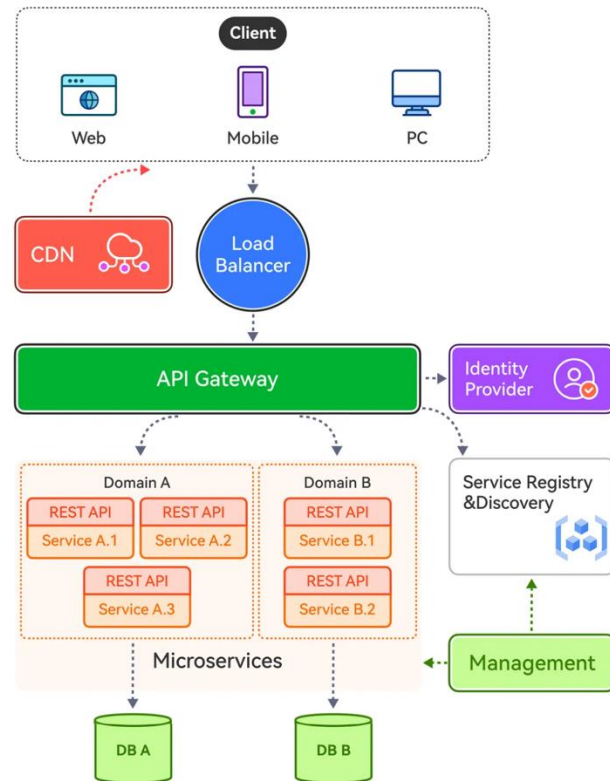 Client
Web
Mobile
PC
CDN
Load
Balancer
API Gateway
Identity
Provider
Domain A
Domain B
Service Registry
&Discovery
REST API
REST API
REST API
Service A.1
Service A.2
Service B.1
REST API
REST API
Service A.3
Service B.2
Microservices
Management
DB A
DB B